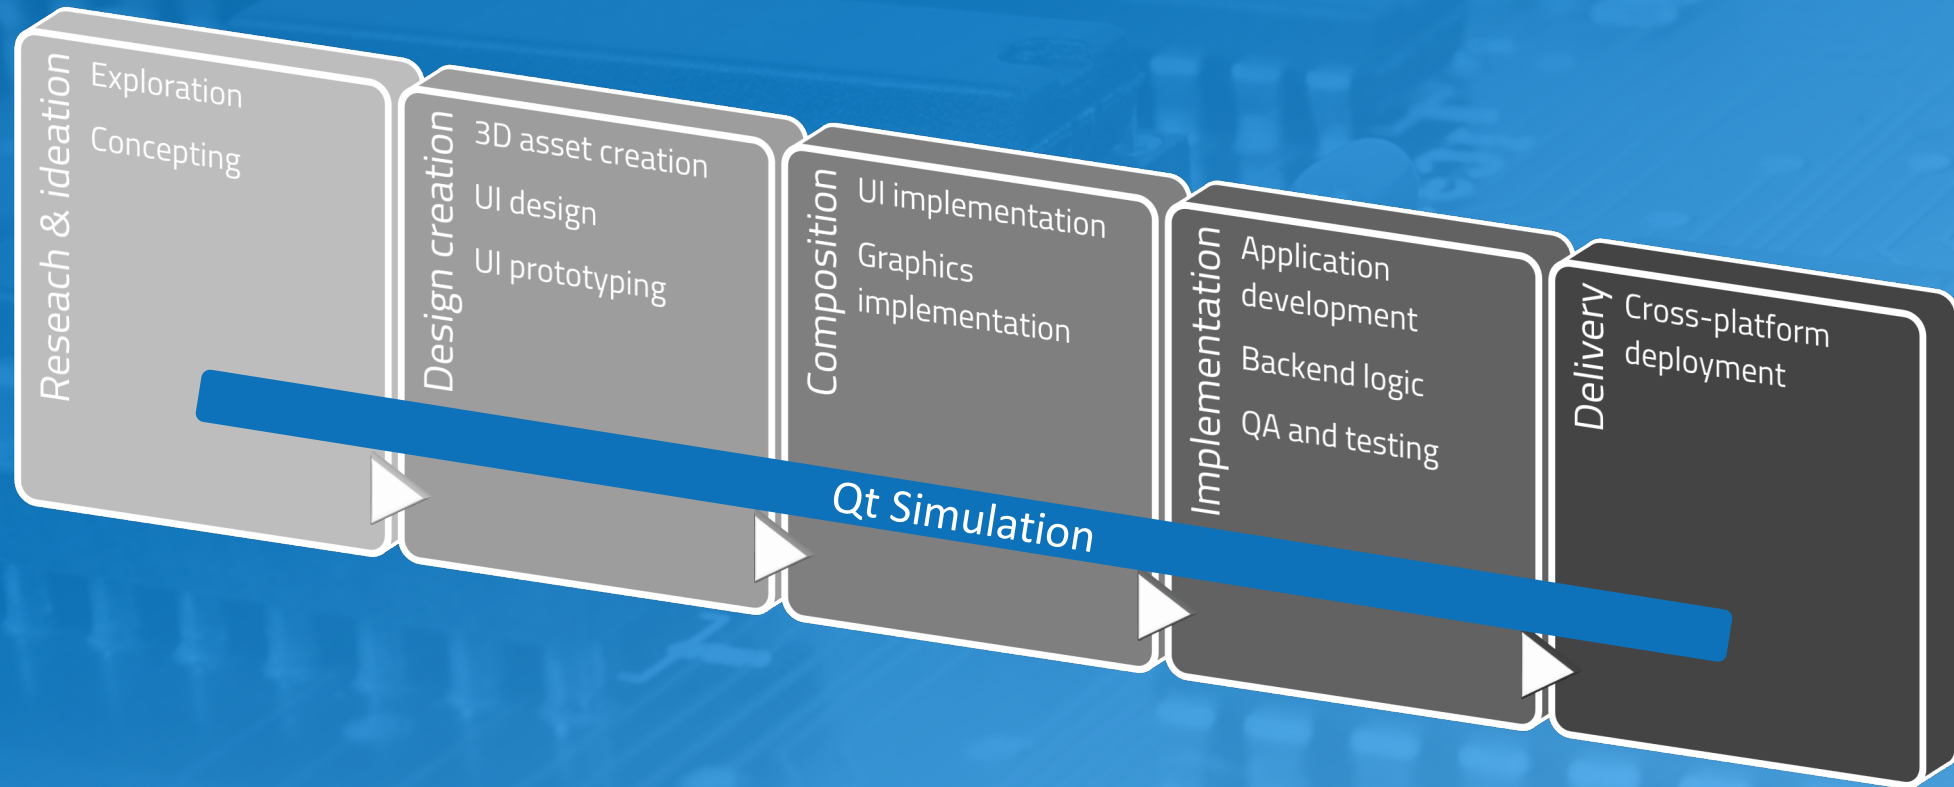 Reseach & ideation
Exploration
Concepting
Design creation
3D asset creation
UI design
UI prototyping
Composition
UI implementation
Graphics
implementation
Implementation
Application
development
Backend logic
QA and testing
Delivery
Cross-platform
deployment
Qt Simulation